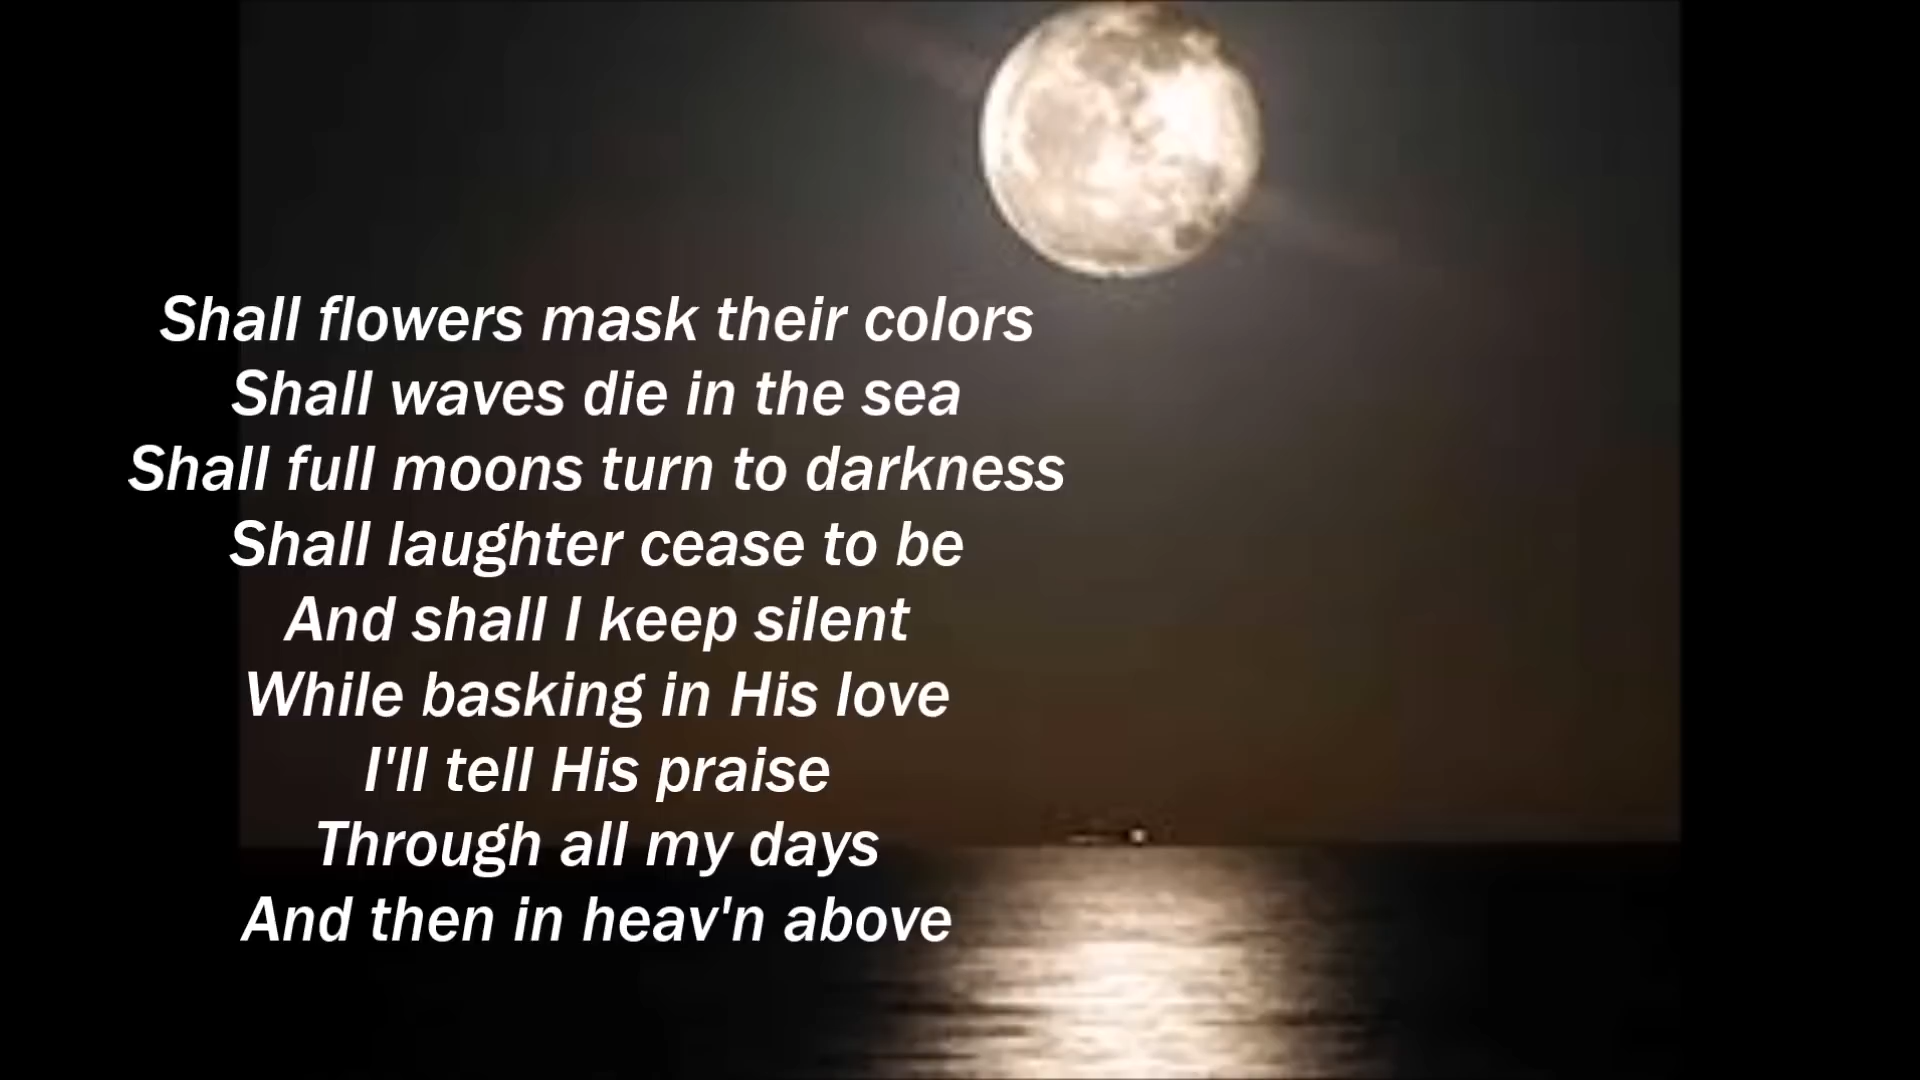 Shall flowers mask their colors
Shall waves die in the sea
Shall full moons turn to darkness
Shall laughter cease to be
And shall I keep silent
While basking in His love
I'll tell His praise
Through all my days
And then in heav'n above